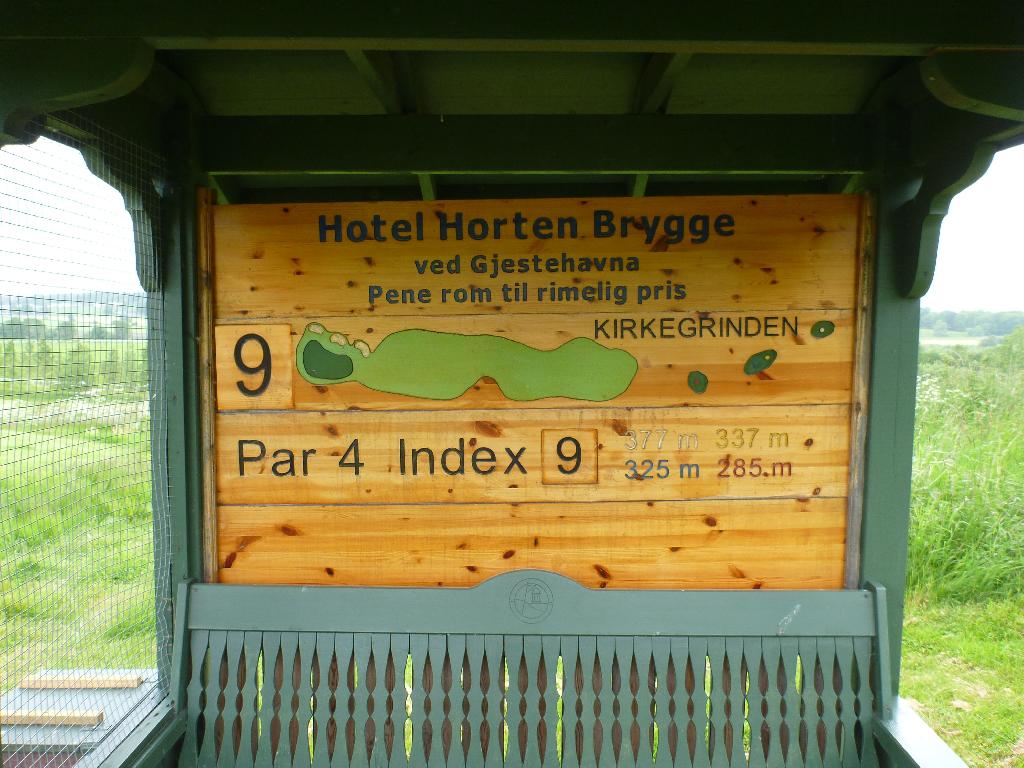 Hotel Horten Brygge
ved Gjestehavna
Pene rom til rimelig pris
KIRKEGRINDEN
9
Par 4 Index 9
377 m 337 m
325 m 285.m